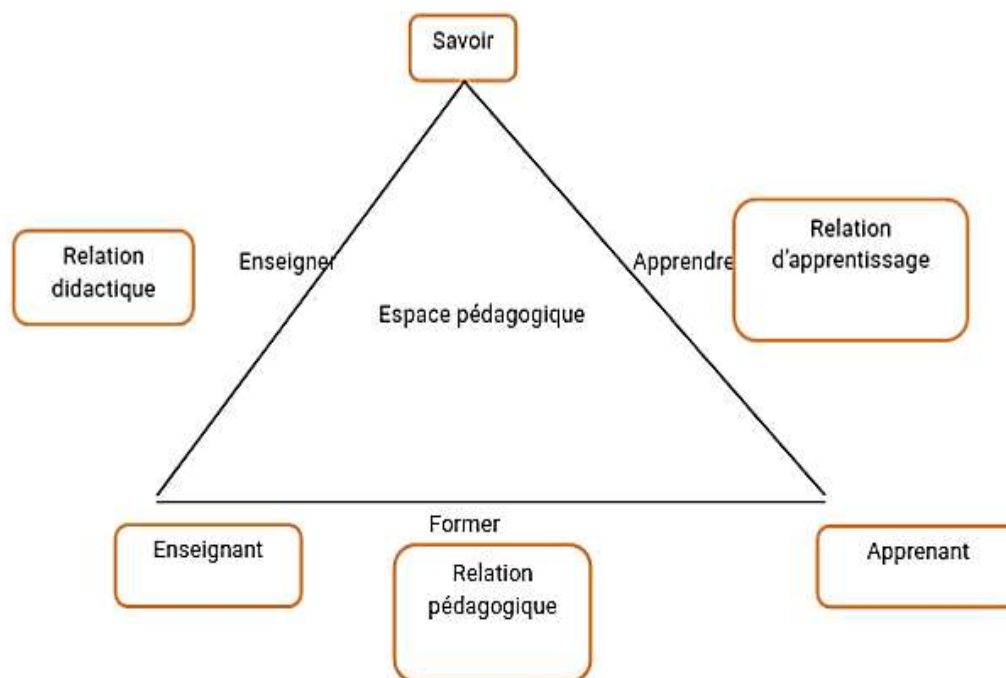 Savoir
Relation
didactique
Enseigner
Apprendre
Relation
d'apprentissage
Espace pédagogique
Enseignant
Former
Relation
pédagogique
Apprenant